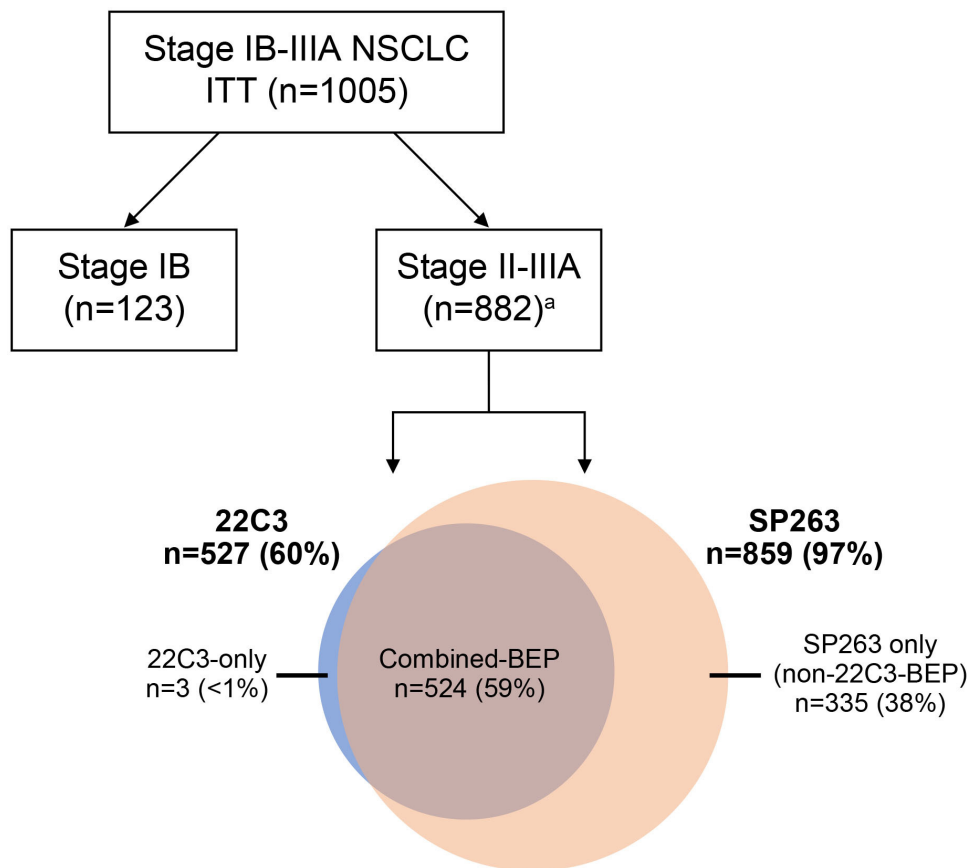 Stage IB-IIIA NSCLC
ITT (n=1005)
Stage IB
(n=123)
Stage II-IIIA
(n=882)ᵃ
22C3
n=527 (60%)
SP263
n=859 (97%)
22C3-only
n=3 (<1%)
Combined-BEP
n=524 (59%)
SP263 only
(non-22C3-BEP)
n=335 (38%)